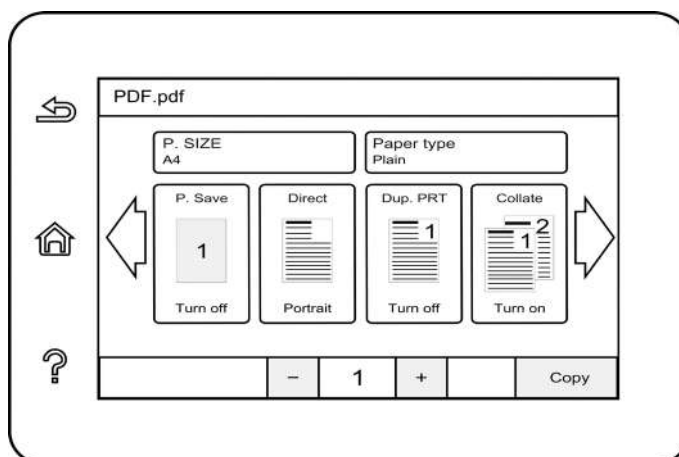 PDF.pdf
P. SIZE
A4
Paper type
Plain
P. Save
1
Turn off
Direct
Portrait
Dup. PRT
1
Turn off
Collate
1 2
Turn on
?
− 1 + Copy